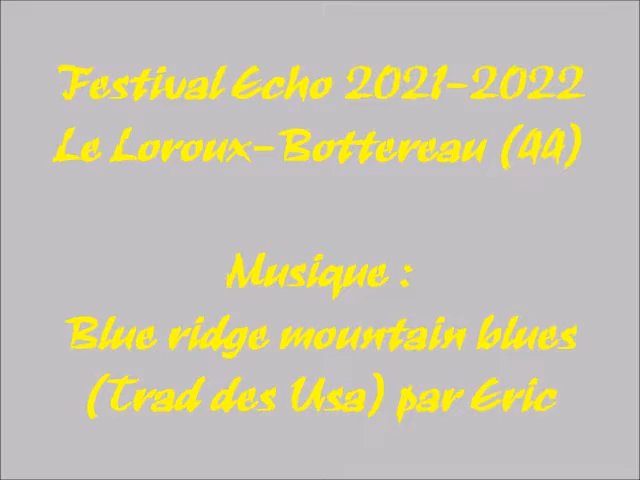 Festival Echo 2021-2022
Le Loroux-Bottereau (44)
Musique :
Blue ridge mountain blues
(Trad des Usa) par Eric